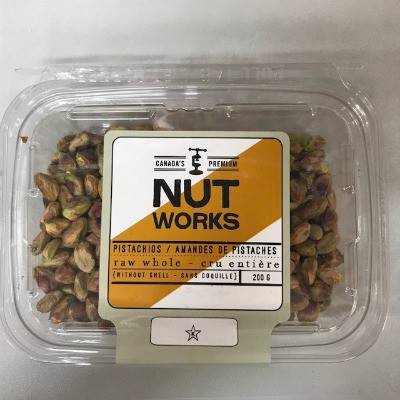 CANADA'S PREMIUM
NUT
WORKS
PISTACHIOS / AMANDES DE PISTACHES
raw whole - cru entière
{WITHOUT SHELL - SANS COQUILLE} 200 G
K